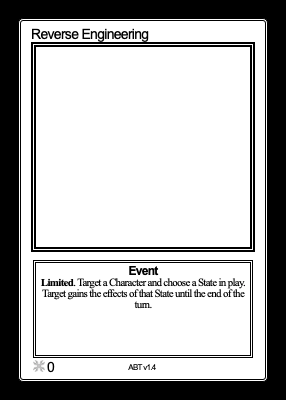 Reverse Engineering
Event
Limited. Target a Character and choose a State in play.
Target gains the effects of that State until the end of the
turn.
0
ABT v1.4